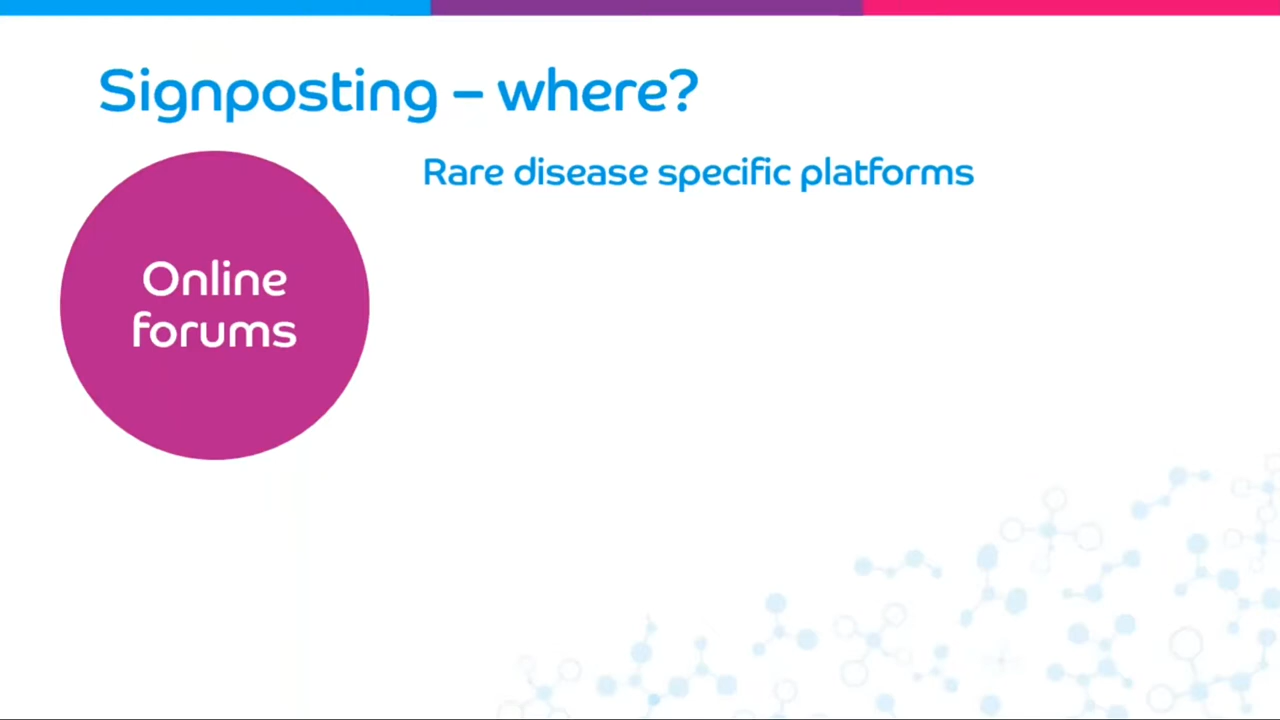 Signposting – where?
Rare disease specific platforms
Online
forums